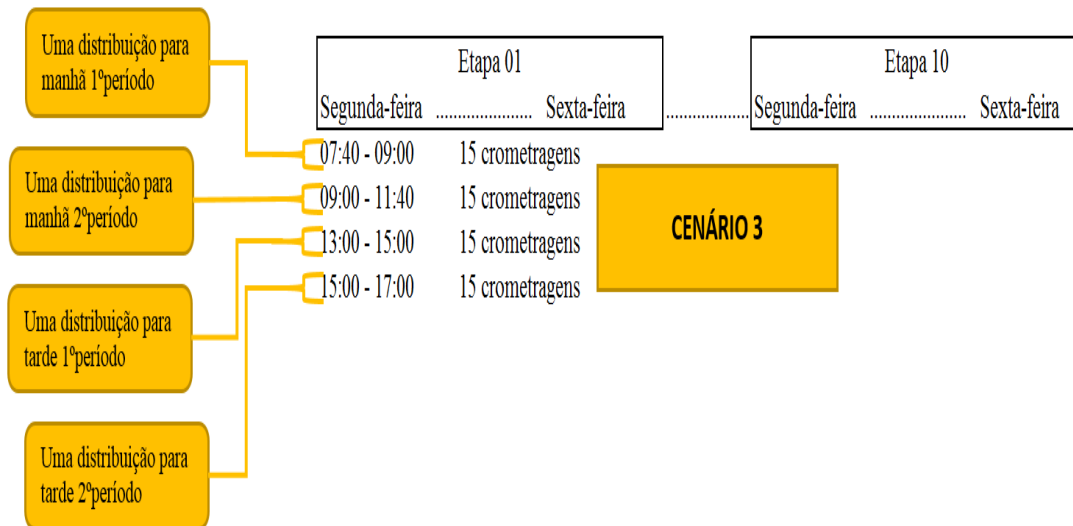 Uma distribuição para
manhã 1ºperíodo
Uma distribuição para
manhã 2ºperíodo
Uma distribuição para
tarde 1ºperíodo
Uma distribuição para
tarde 2ºperíodo
Etapa 01
Segunda-feira ...................... Sexta-feira
...................
Etapa 10
Segunda-feira ...................... Sexta-feira
07:40 - 09:00 15 crometragens
09:00 - 11:40 15 crometragens
13:00 - 15:00 15 crometragens
15:00 - 17:00 15 crometragens
CENÁRIO 3